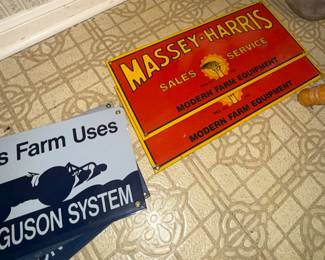 s Farm Uses
GUSON SYSTEM
MASSEY-HARRIS
SALES SERVICE
MODERN FARM EQUIPMENT
MODERN FARM EQUIPMENT